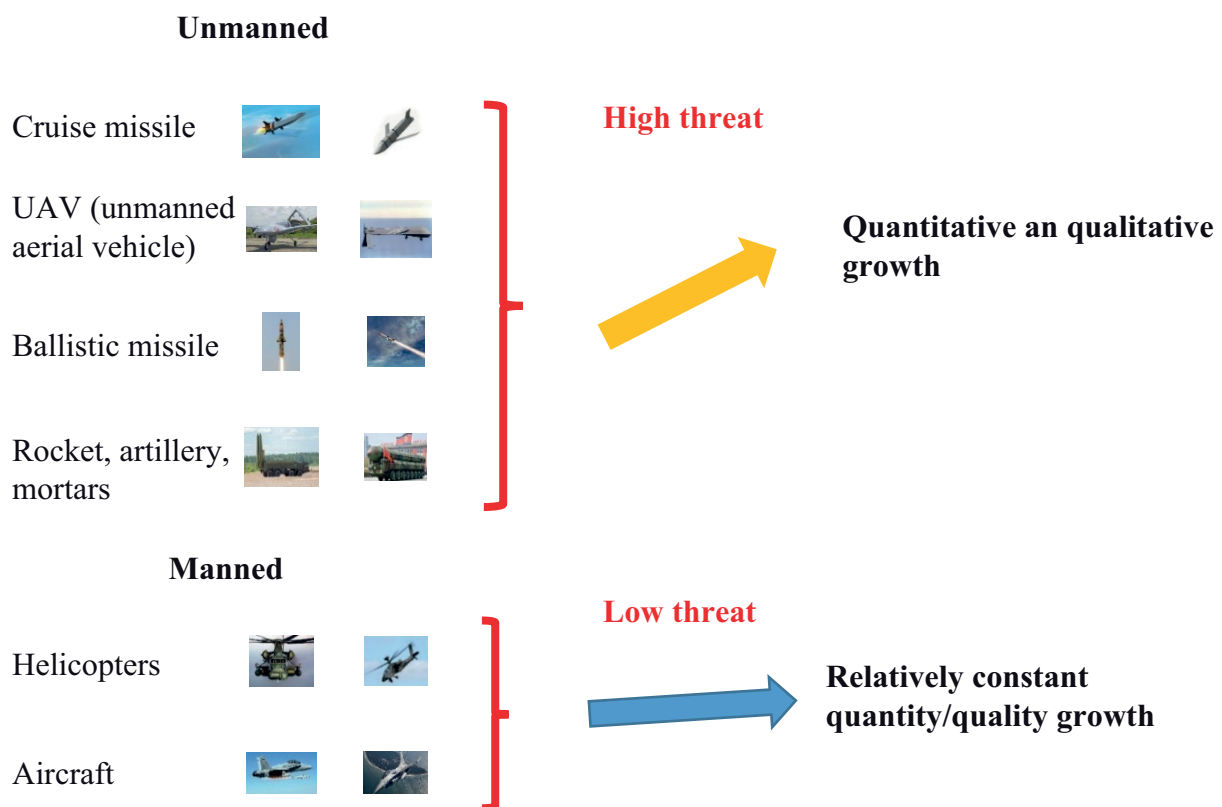 Unmanned
Cruise missile
High threat
UAV (unmanned
aerial vehicle)
Quantitative an qualitative
growth
Ballistic missile
Rocket, artillery,
mortars
Manned
Low threat
Helicopters
Relatively constant
quantity/quality growth
Aircraft